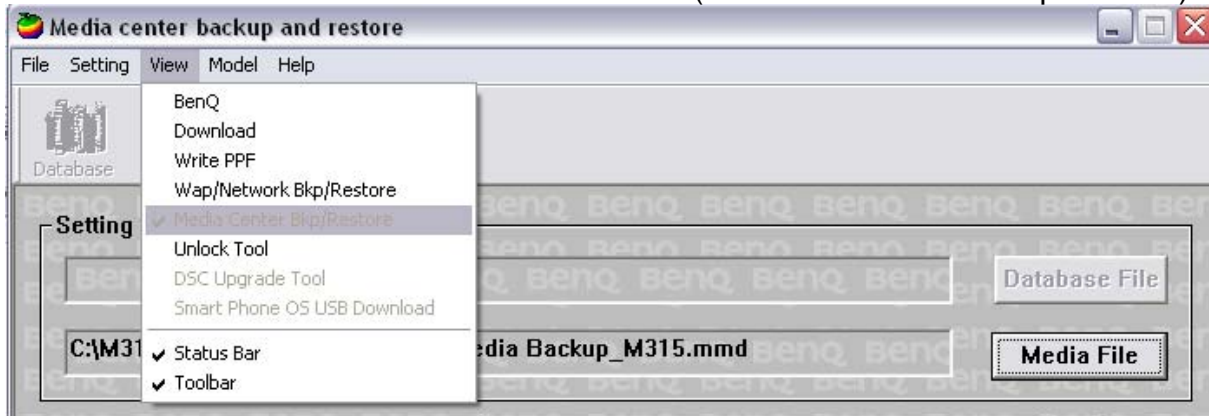 Media center backup and restore
File Setting View Model Help
Database
BenQ
Download
Write PPF
Wap/Network Bkp/Restore
Media Center Bkp/Restore
Unlock Tool
DSC Upgrade Tool
Smart Phone OS USB Download
Status Bar
Toolbar
Setting
Database File
C:\M31
edia Backup_M315.mmd
Media File